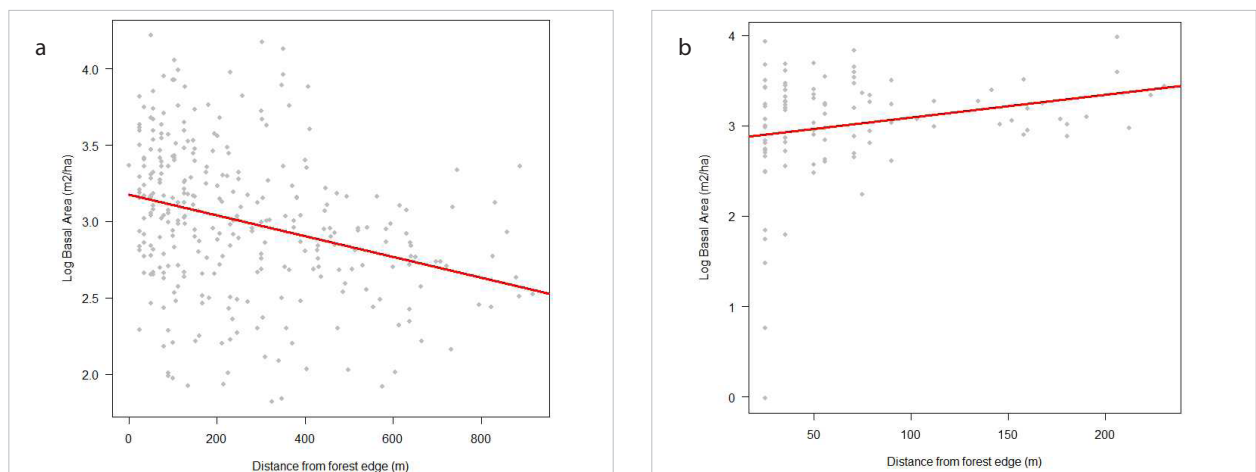 a
4.0
3.5
3.0
2.5
2.0
Log Basal Area (m2/ha)
0 200 400 600 800
Distance from forest edge (m)
b
4
3
2
1
0
Log Basal Area (m2/ha)
50 100 150 200
Distance from forest edge (m)